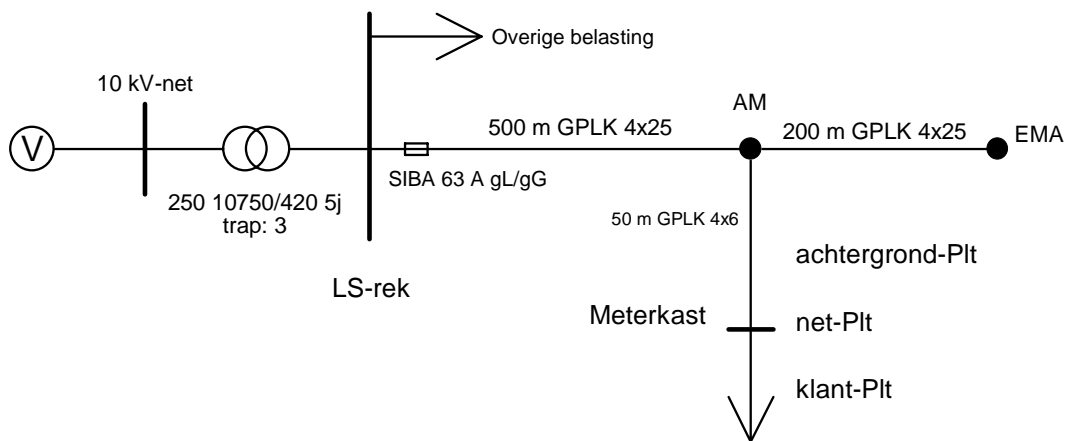 Overige belasting
10 kV-net
AM
V
500 m GPLK 4x25
200 m GPLK 4x25
EMA
SIBA 63 A gL/gG
250 10750/420 5j
trap: 3
50 m GPLK 4x6
achtergrond-Plt
LS-rek
Meterkast
net-Plt
klant-Plt